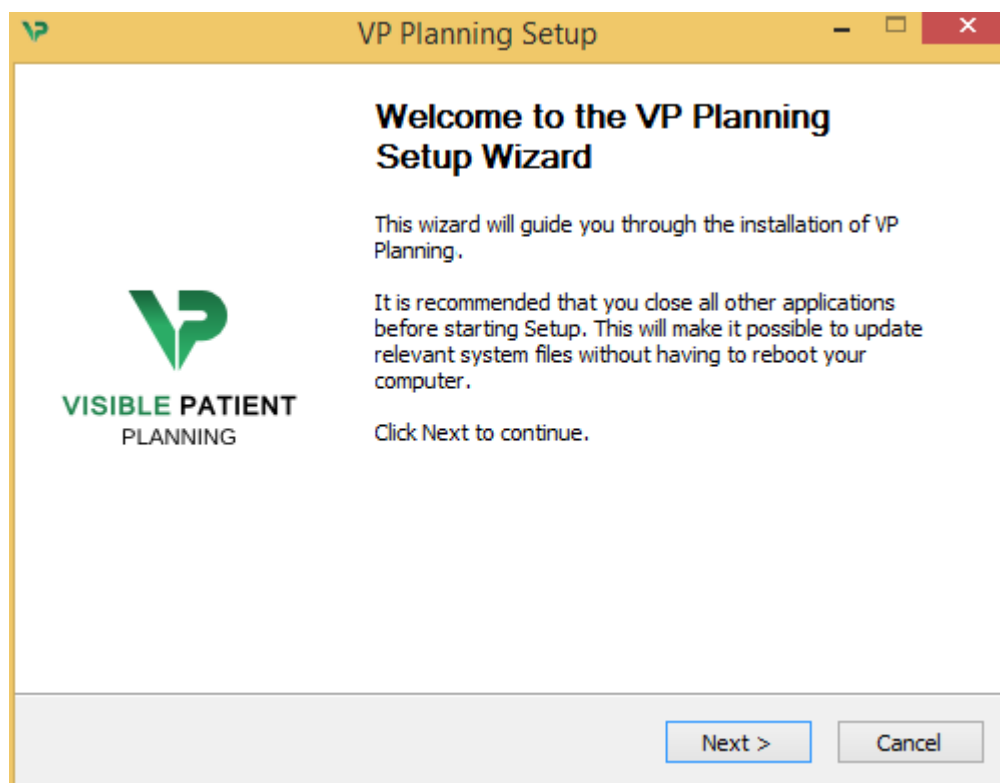 VP Planning Setup
Welcome to the VP Planning
Setup Wizard
This wizard will guide you through the installation of VP
Planning.
It is recommended that you close all other applications
before starting Setup. This will make it possible to update
relevant system files without having to reboot your
computer.
Click Next to continue.
VISIBLE PATIENT
PLANNING
Next >
Cancel